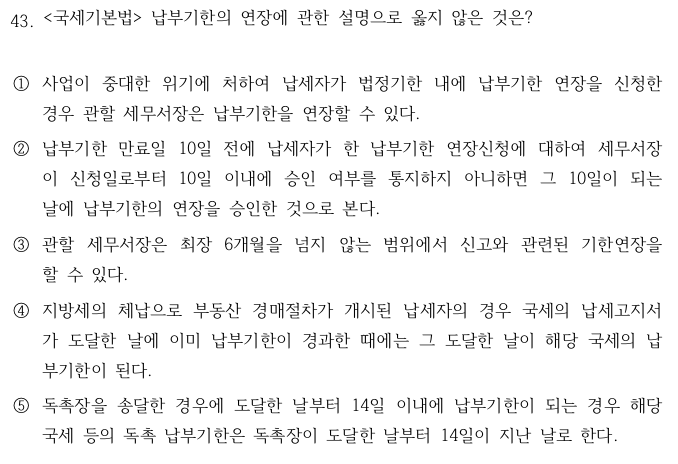 43. <국세기본법> 납부기한의 연장에 관한 설명으로 옳지 않은 것은?
① 사업이 중대한 위기에 처하여 납세자가 법정기한 내에 납부기한 연장을 신청한
경우 관할 세무서장은 납부기한을 연장할 수 있다.
② 납부기한 만료일 10일 전에 납세자가 한 납부기한 연장신청에 대하여 세무서장
이 신청일로부터 10일 이내에 승인 여부를 통지하지 아니하면 그 10일이 되는
날에 납부기한의 연장을 승인한 것으로 본다.
③ 관할 세무서장은 최장 6개월을 넘지 않는 범위에서 신고와 관련된 기한연장을
할 수 있다.
④ 지방세의 체납으로 부동산 경매절차가 개시된 납세자의 경우 국세의 납세고지서
가 도달한 날에 이미 납부기한이 경과한 때에는 그 도달한 날이 해당 국세의 납
부기한이 된다.
⑤ 독촉장을 송달한 경우에 도달한 날부터 14일 이내에 납부기한이 되는 경우 해당
국세 등의 독촉 납부기한은 독촉장이 도달한 날부터 14일이 지난 날로 한다.